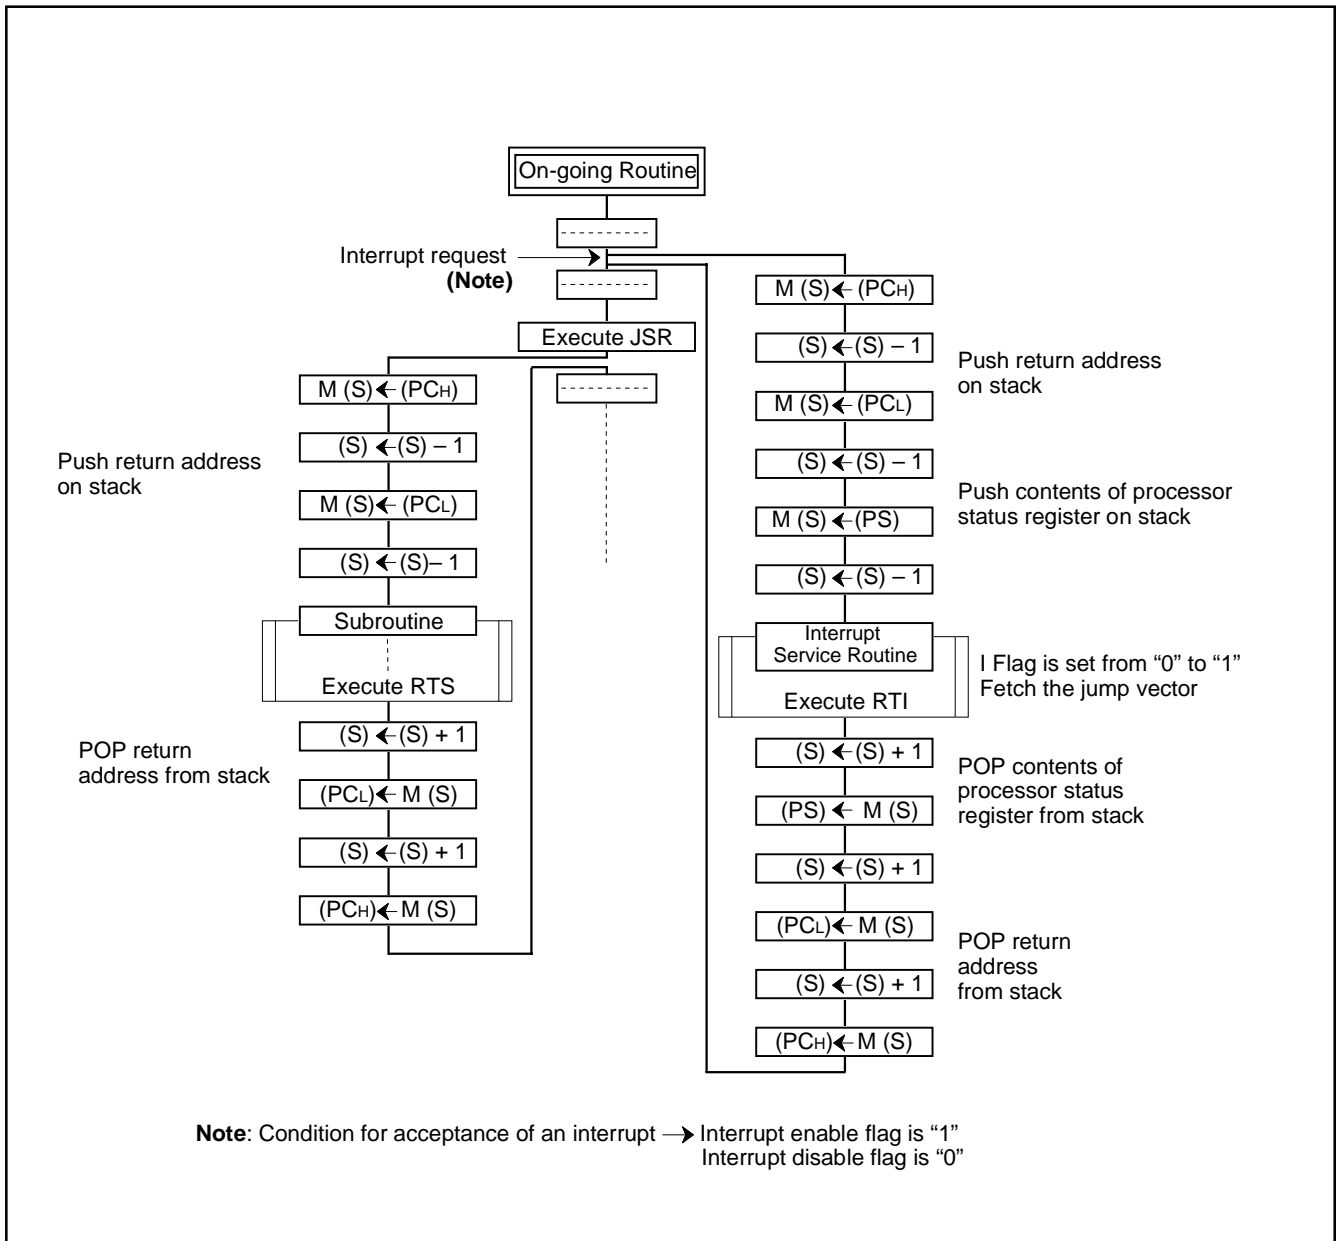 On-going Routine
Interrupt request
(Note)
Execute JSR
M (S) ← (PCH)
(S) ← (S) – 1
M (S) ← (PCL)
(S) ← (S)– 1
Push return address
on stack
Subroutine
Execute RTS
POP return
address from stack
(S) ← (S) + 1
(PCL) ← M (S)
(S) ← (S) + 1
(PCH) ← M (S)
M (S) ← (PCH)
(S) ← (S) – 1
M (S) ← (PCL)
(S) ← (S) – 1
M (S) ← (PS)
(S) ← (S) – 1
Push return address
on stack
Push contents of processor
status register on stack
Interrupt
Service Routine
Execute RTI
I Flag is set from “0” to “1”
Fetch the jump vector
(S) ← (S) + 1
(PS) ← M (S)
(S) ← (S) + 1
(PCL) ← M (S)
(S) ← (S) + 1
(PCH) ← M (S)
POP contents of
processor status
register from stack
POP return
address
from stack
Note: Condition for acceptance of an interrupt → Interrupt enable flag is “1”
Interrupt disable flag is “0”